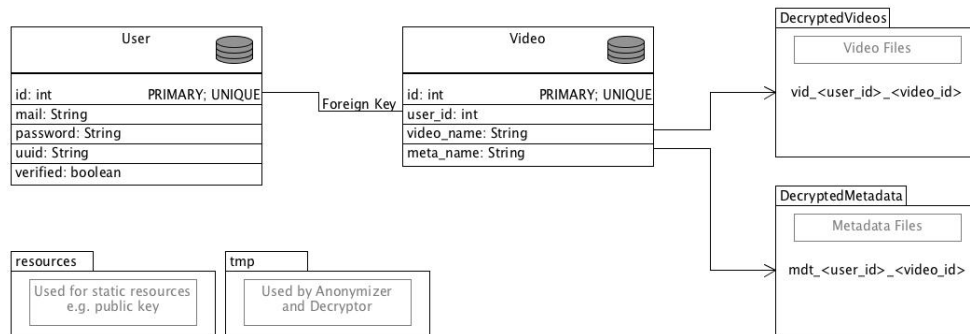 User
id: int PRIMARY; UNIQUE
mail: String
password: String
uuid: String
verified: boolean
Foreign Key
Video
id: int PRIMARY; UNIQUE
user_id: int
video_name: String
meta_name: String
DecryptedVideos
Video Files
vid_<user_id>_<video_id>
DecryptedMetadata
Metadata Files
mdt_<user_id>_<video_id>
resources
Used for static resources
e.g. public key
tmp
Used by Anonymizer
and Decryptor